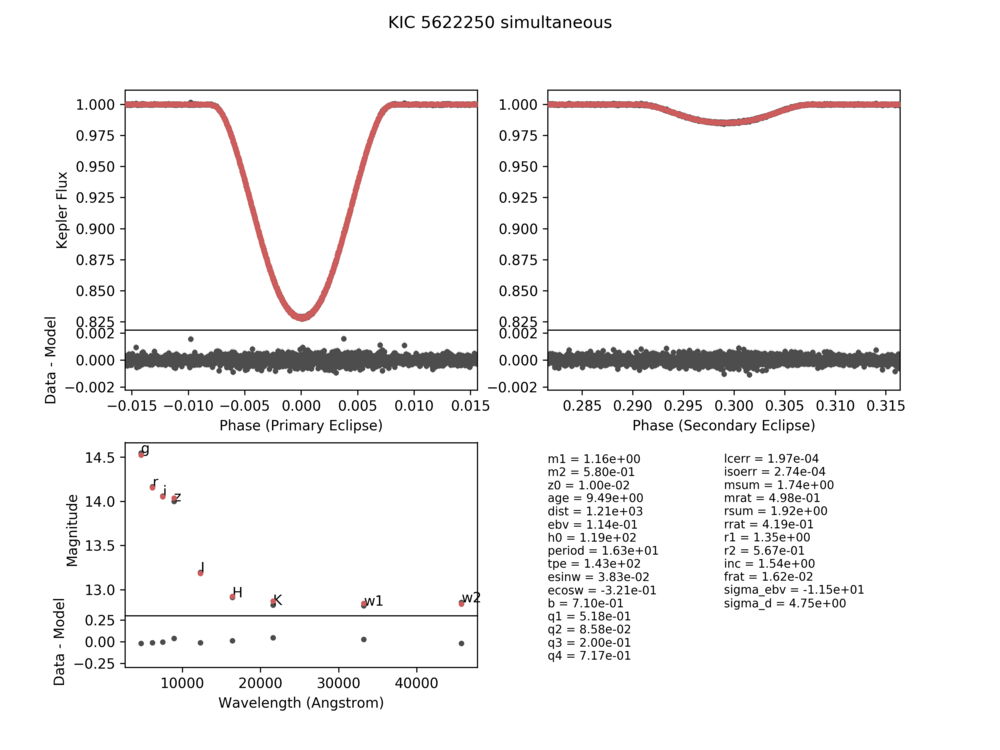 KIC 5622250 simultaneous
1.000
0.975
0.950
0.925
0.900
0.875
0.850
0.825
Kepler Flux
0.002
0.000
−0.002
Data - Model
−0.015 −0.010 −0.005 0.000 0.005 0.010 0.015
Phase (Primary Eclipse)
1.000
0.975
0.950
0.925
0.900
0.875
0.850
0.825
0.002
0.000
−0.002
0.285 0.290 0.295 0.300 0.305 0.310 0.315
Phase (Secondary Eclipse)
14.5
14.0
13.5
13.0
Magnitude
g
r
i
z
J
H
K
w1
w2
0.25
0.00
−0.25
Data - Model
10000 20000 30000 40000
Wavelength (Angstrom)
m1 = 1.16e+00
m2 = 5.80e-01
z0 = 1.00e-02
age = 9.49e+00
dist = 1.21e+03
ebv = 1.14e-01
h0 = 1.19e+02
period = 1.63e+01
tpe = 1.43e+02
esinw = 3.83e-02
ecosw = -3.21e-01
b = 7.10e-01
q1 = 5.18e-01
q2 = 8.58e-02
q3 = 2.00e-01
q4 = 7.17e-01
lcerr = 1.97e-04
isoerr = 2.74e-04
msum = 1.74e+00
mrat = 4.98e-01
rsum = 1.92e+00
rrat = 4.19e-01
r1 = 1.35e+00
r2 = 5.67e-01
inc = 1.54e+00
frat = 1.62e-02
sigma_ebv = -1.15e+01
sigma_d = 4.75e+00